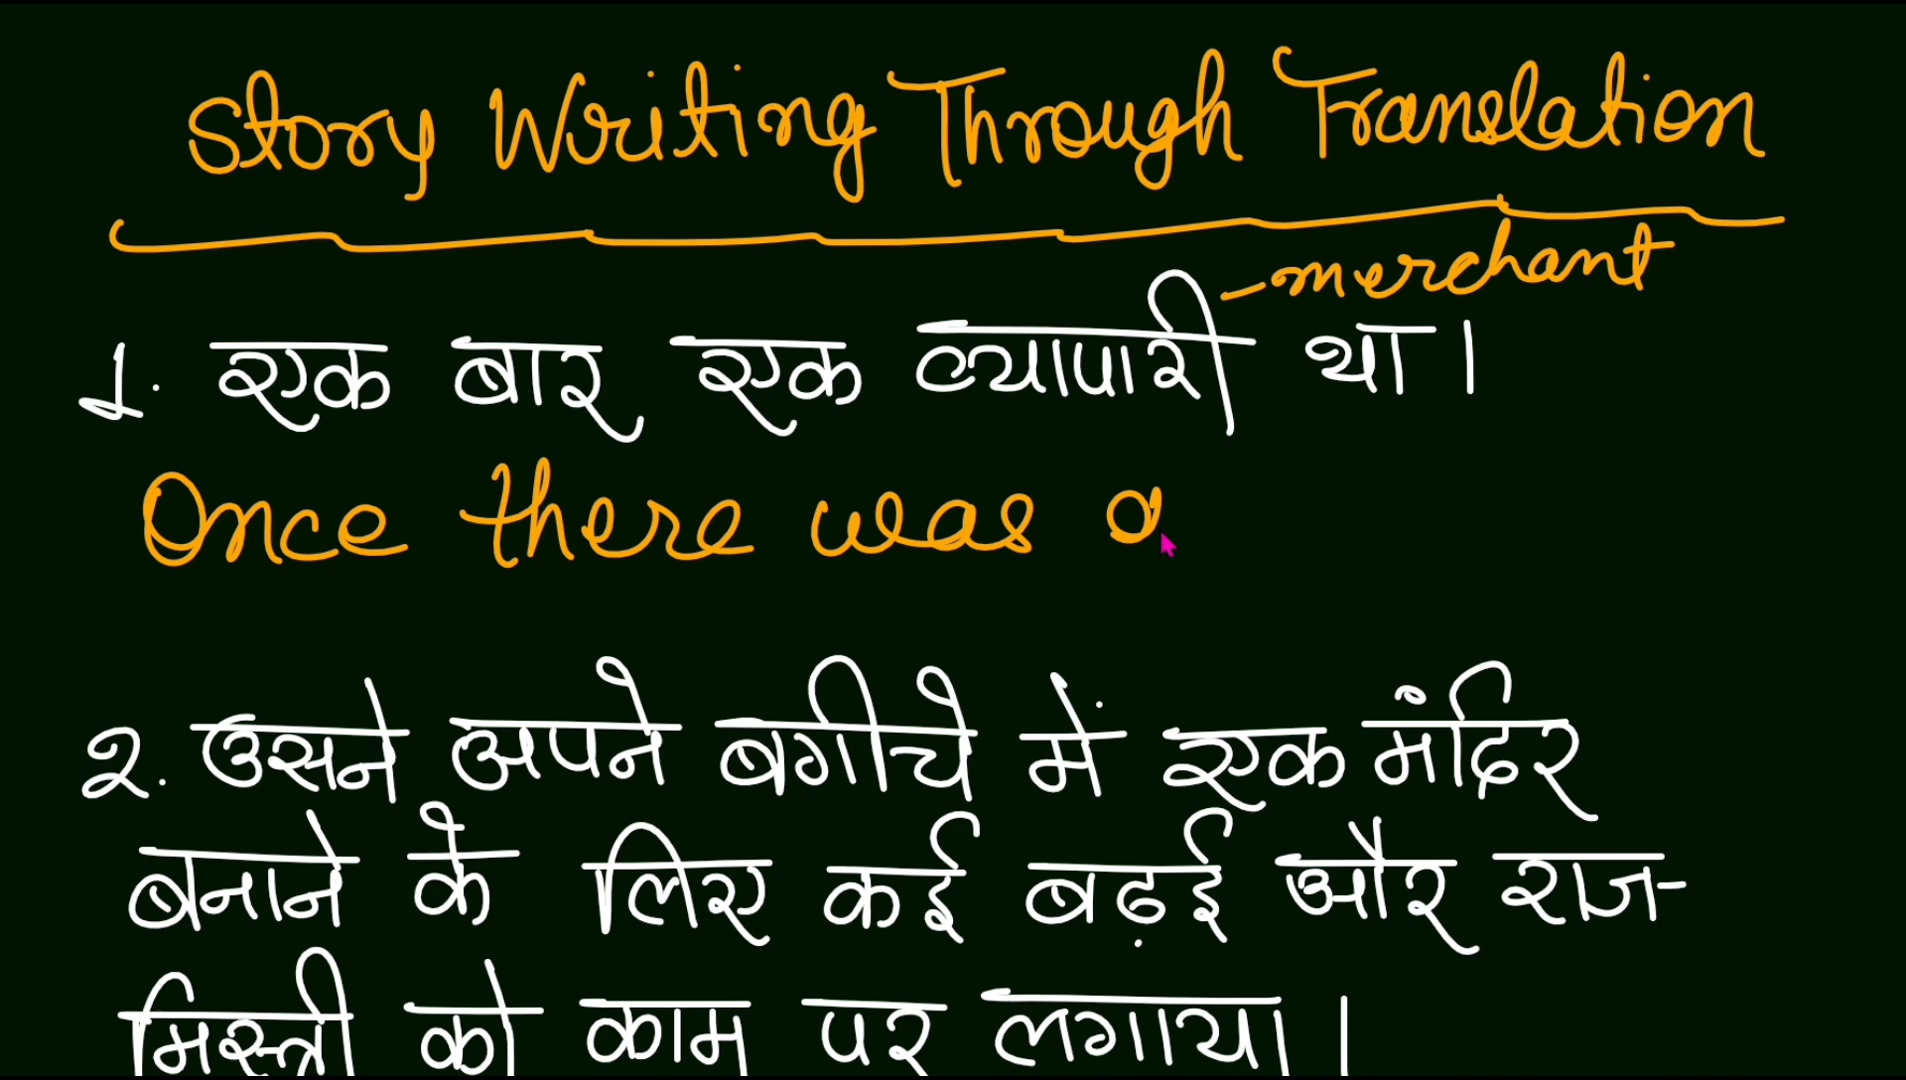 Story Writing Through Translation
-merchant
1. एक बार एक व्यापारी था।
Once there was a
२. उसने अपने बगीचे में एक मंदिर
बनाने के लिए कई बढ़ई और राज-
मिस्त्री को काम पर लगाया।